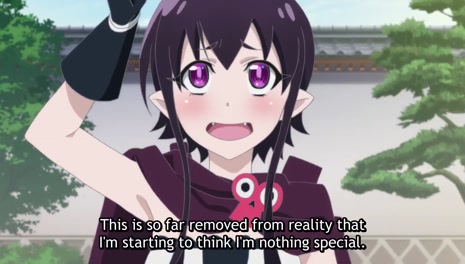 This is so far removed from reality that
I'm starting to think I'm nothing special.